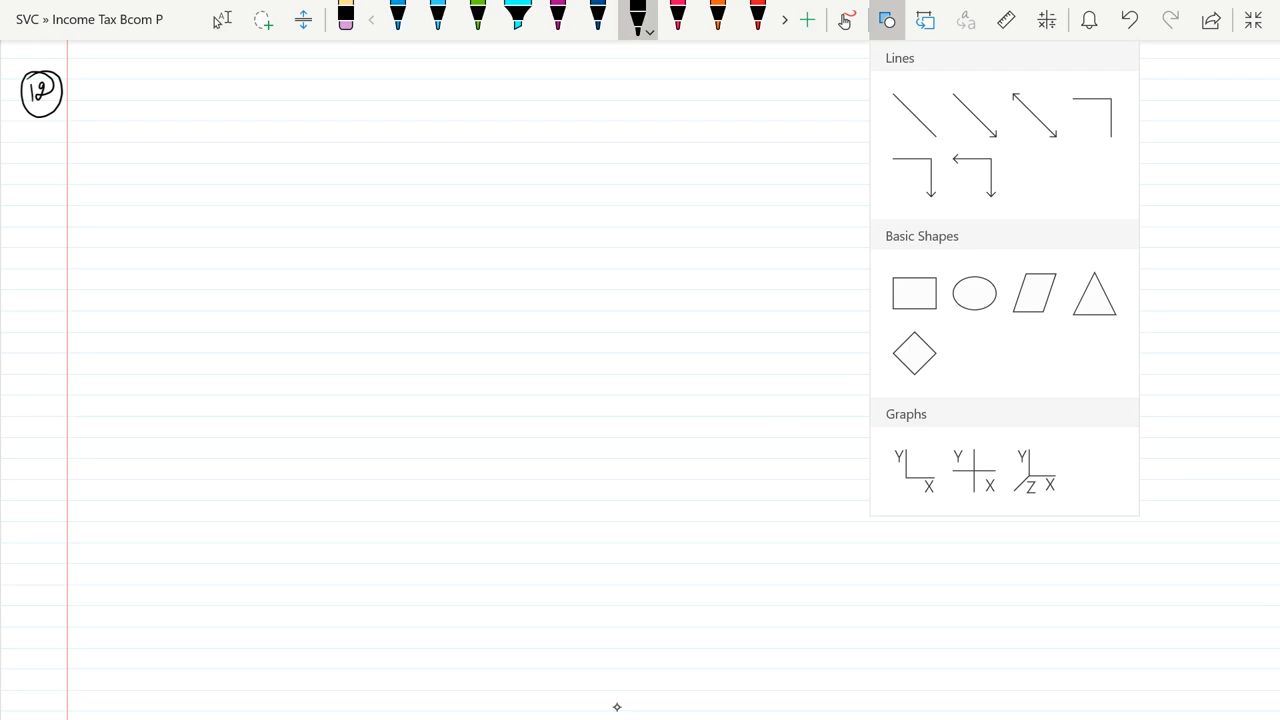 SVC » Income Tax Bcom P
12
Lines
Basic Shapes
Graphs
Y X Y X Y Z X